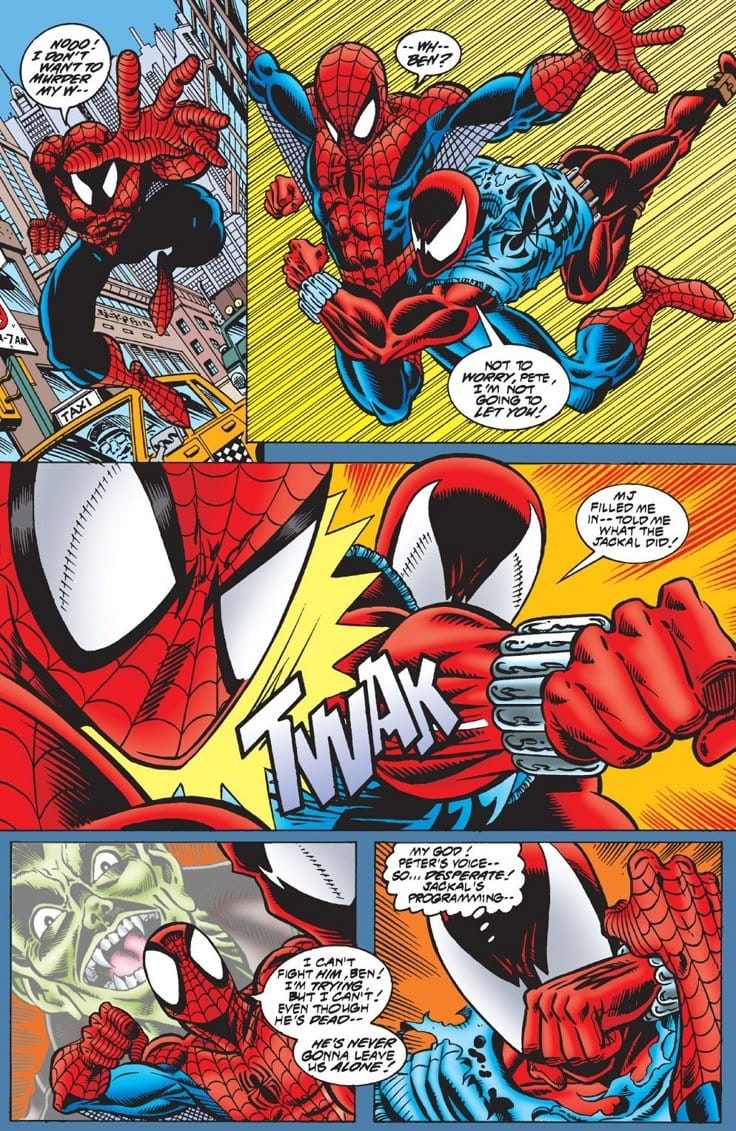 NOOO!
I DON'T
WANT TO
MURDER
MY W--
-- WH--
BEN?
NOT TO
WORRY, PETE,
I'M NOT
GOING TO
LET YOU!
-7 AM
TAXI
MJ
FILLED ME
IN-- TOLD ME
WHAT THE
JACKAL DID!
TWAK
I CAN'T
FIGHT HIM, BEN!
I'M TRYING,
BUT I CAN'T!
EVEN THOUGH
HE'S DEAD--
HE'S NEVER
GONNA LEAVE
US ALONE!
MY GOD!
PETER'S VOICE--
SO... DESPERATE!
JACKAL'S
PROGRAMMING--